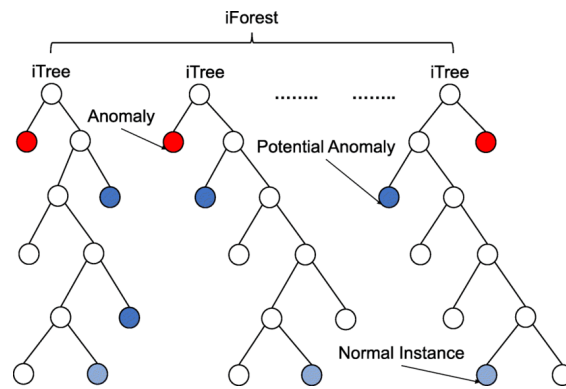 iForest
iTree
iTree
iTree
........
........
Anomaly
Potential Anomaly
Normal Instance